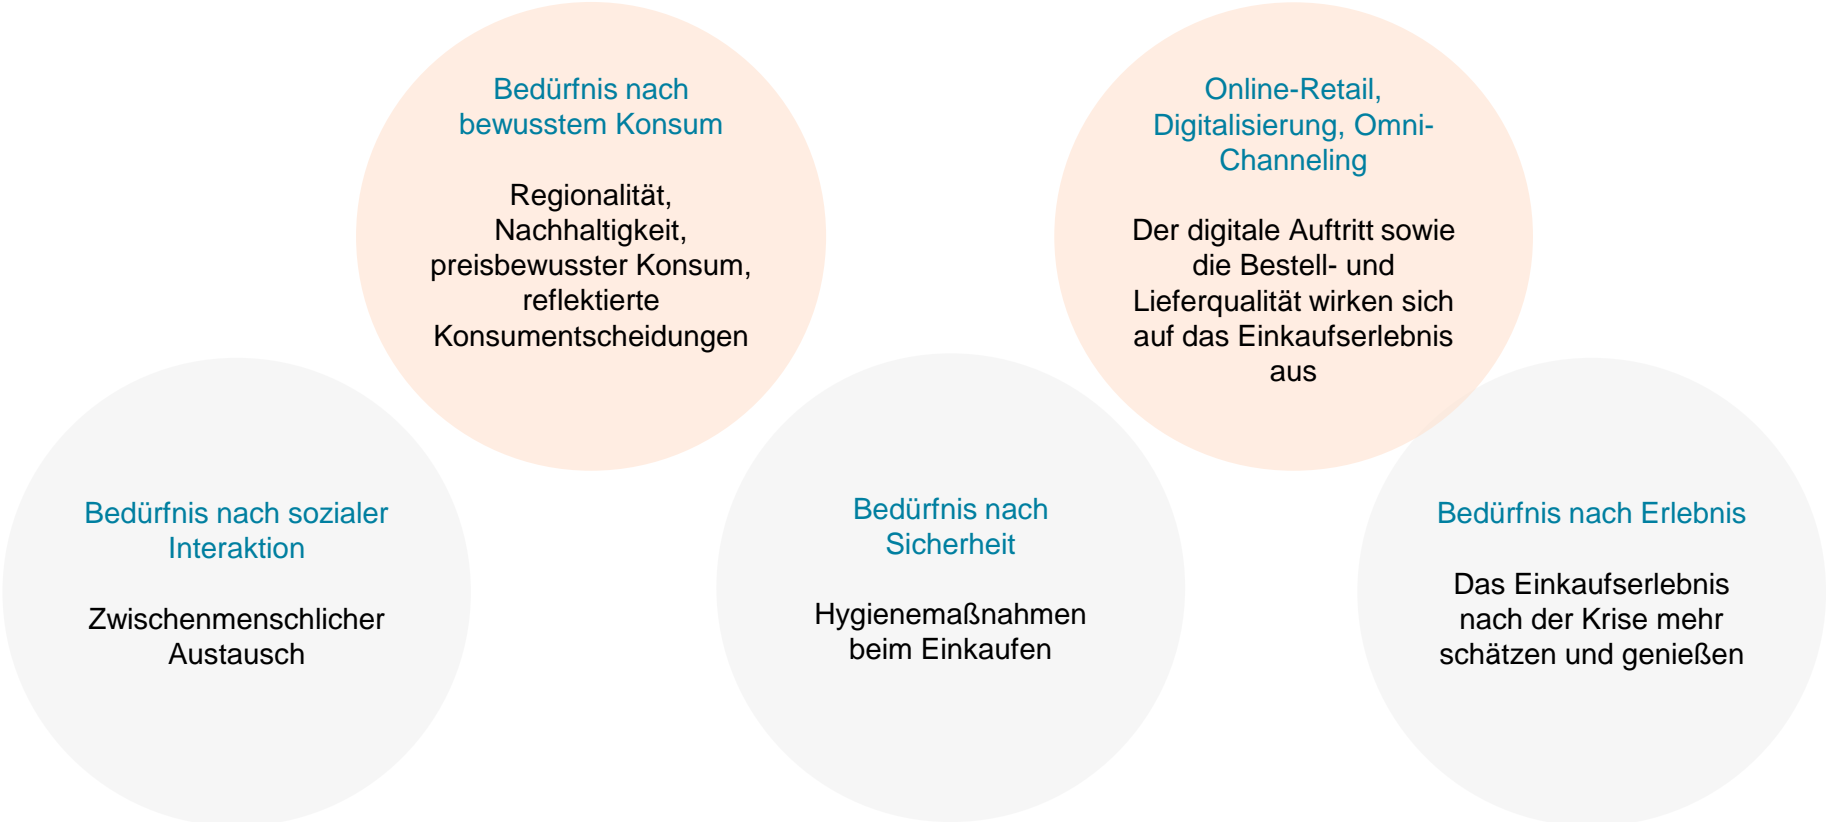 Bedürfnis nach
bewusstem Konsum
Regionalität,
Nachhaltigkeit,
preisbewusster Konsum,
reflektierte
Konsumentscheidungen
Online-Retail,
Digitalisierung, Omni-
Channeling
Der digitale Auftritt sowie
die Bestell- und
Lieferqualität wirken sich
auf das Einkaufserlebnis
aus
Bedürfnis nach sozialer
Interaktion
Zwischenmenschlicher
Austausch
Bedürfnis nach
Sicherheit
Hygienemaßnahmen
beim Einkaufen
Bedürfnis nach Erlebnis
Das Einkaufserlebnis
nach der Krise mehr
schätzen und genießen